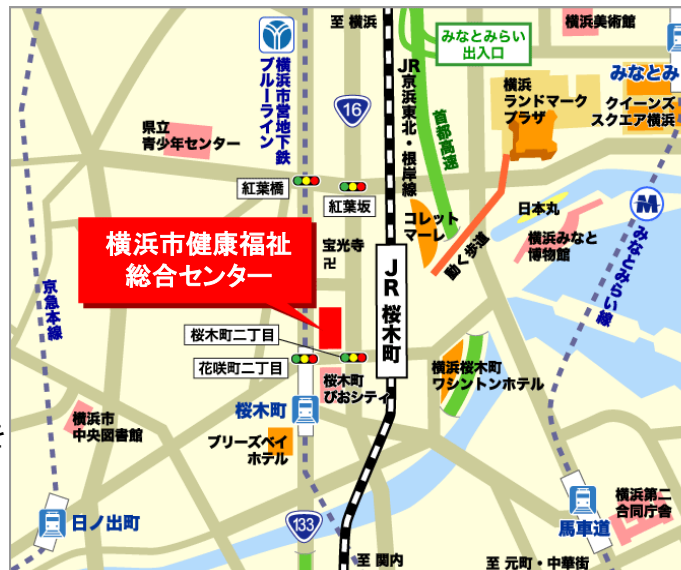 至 横浜
横浜美術館
みなとみらい
出入口
みなとみ
横浜市営地下鉄
ブルーライン
JR京浜東北・根岸線
横浜
ランドマーク
プラザ
クイーンズ
スクエア横浜
16
首都高速
県立
青少年センター
紅葉橋
紅葉坂
コレット
マーレ
日本丸
M
横浜みなと
博物館
動く歩道
みなとみらい線
横浜市健康福祉
総合センター
宝光寺
卍
JR 桜木町
京急本線
桜木町二丁目
花咲町二丁目
桜木町
ぴおシティ
横浜桜木町
ワシントンホテル
桜木町
横浜市
中央図書館
ブリーズベイ
ホテル
日ノ出町
133
馬車道
横浜第二
合同庁舎
至 関内
至 元町・中華街